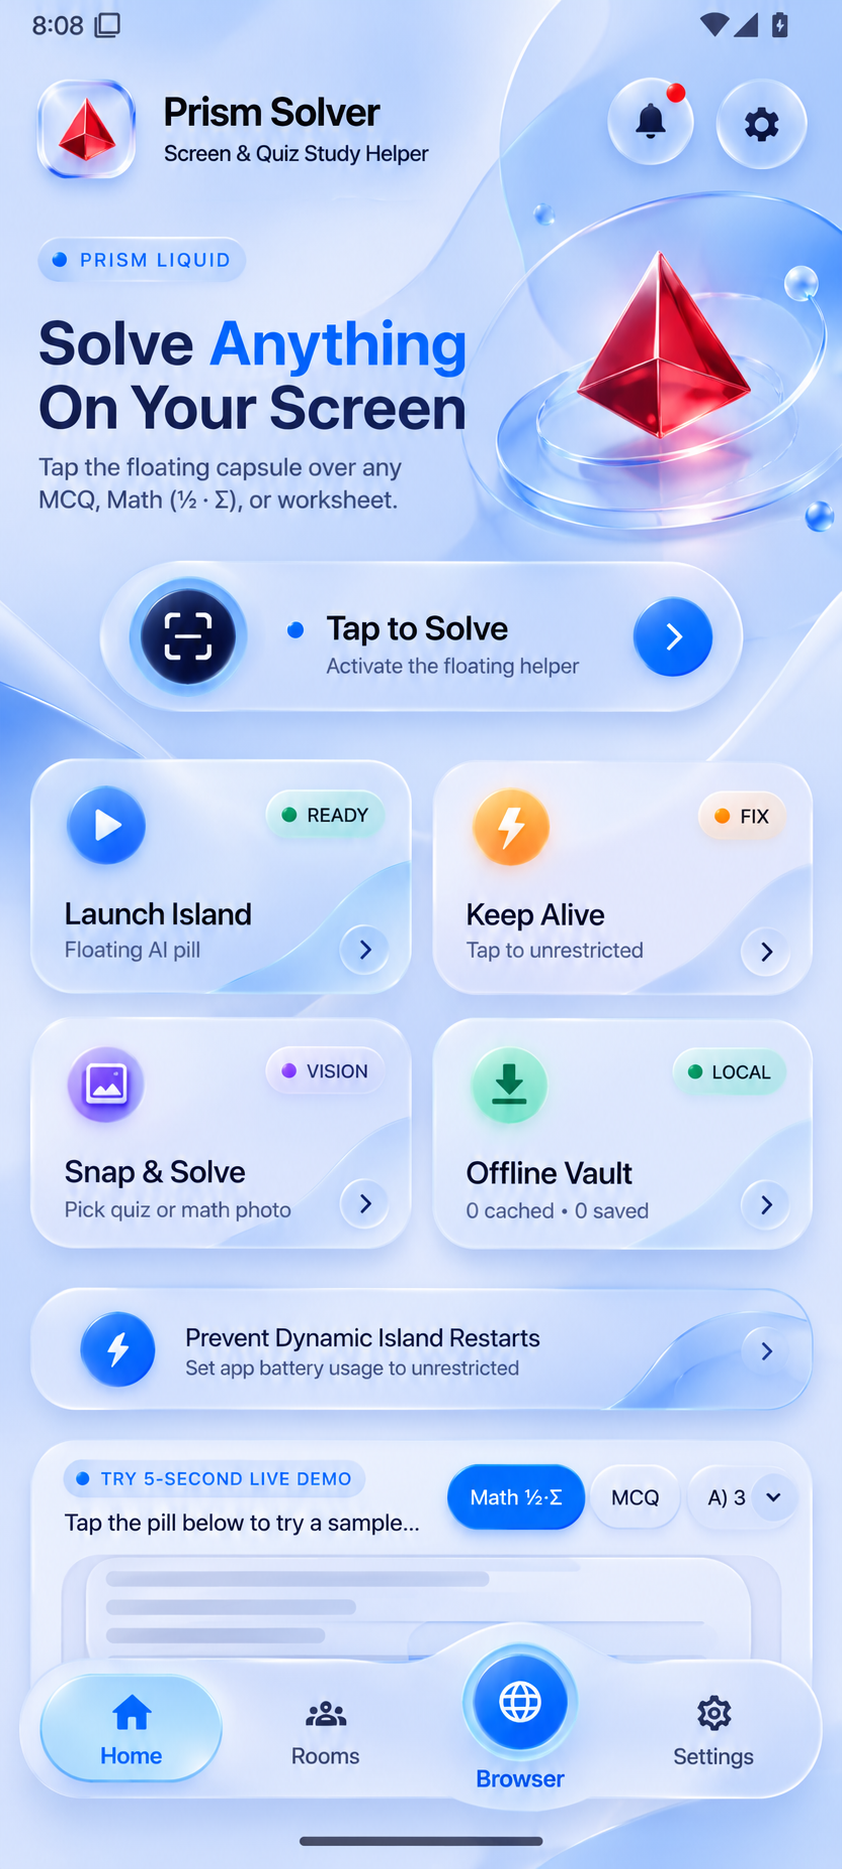 8:08
Prism Solver
Screen & Quiz Study Helper
PRISM LIQUID
Solve Anything
On Your Screen
Tap the floating capsule over any
MCQ, Math (½ · Σ), or worksheet.
Tap to Solve
Activate the floating helper
READY
Launch Island
Floating AI pill
FIX
Keep Alive
Tap to unrestricted
VISION
Snap & Solve
Pick quiz or math photo
LOCAL
Offline Vault
0 cached • 0 saved
Prevent Dynamic Island Restarts
Set app battery usage to unrestricted
TRY 5-SECOND LIVE DEMO
Tap the pill below to try a sample...
Math ½·Σ
MCQ
A) 3
Home
Rooms
Browser
Settings